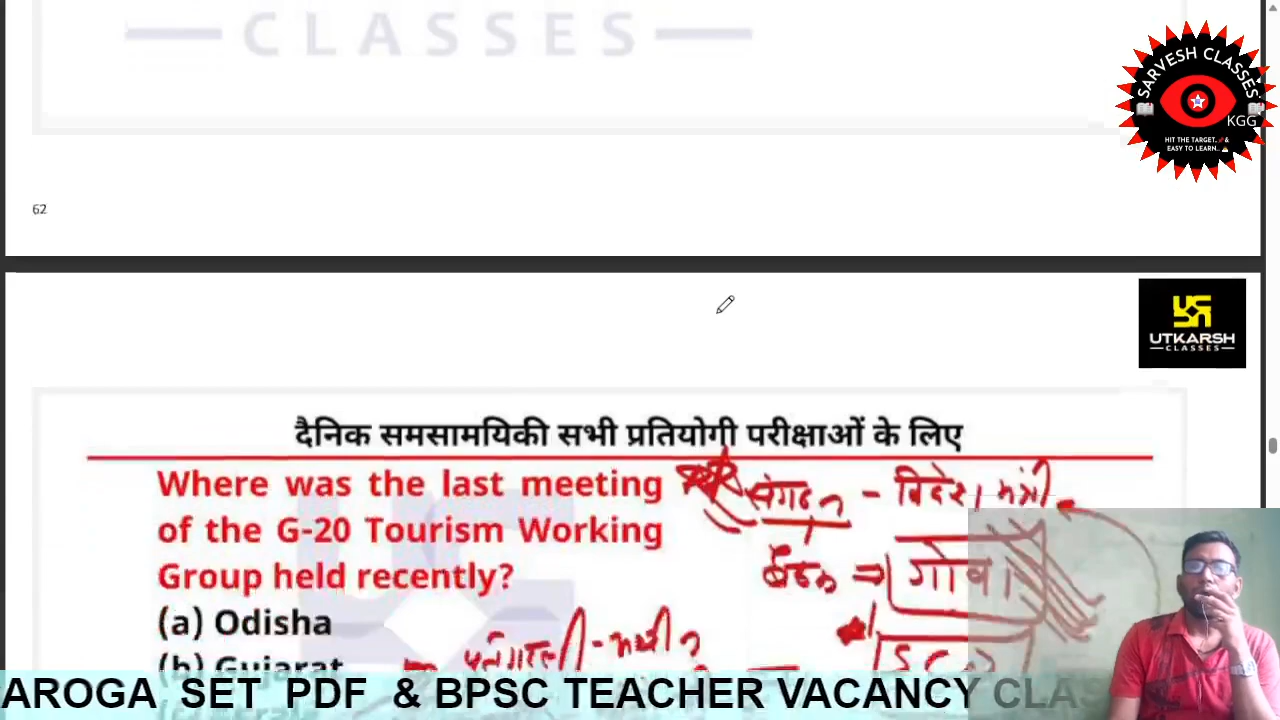 CLASSES
SARVESH CLASSES
KGG
HIT THE TARGET.. &
EASY TO LEARN..
62
UTKARSH
CLASSES
दैनिक समसामयिकी सभी प्रतियोगी परीक्षाओं के लिए
Where was the last meeting
of the G-20 Tourism Working
Group held recently?
संगठन - विदेश मंत्री
बैठक ⇒ गोवा
(a) Odisha
(b) Gujarat
AROGA SET PDF & BPSC TEACHER VACANCY CLAS